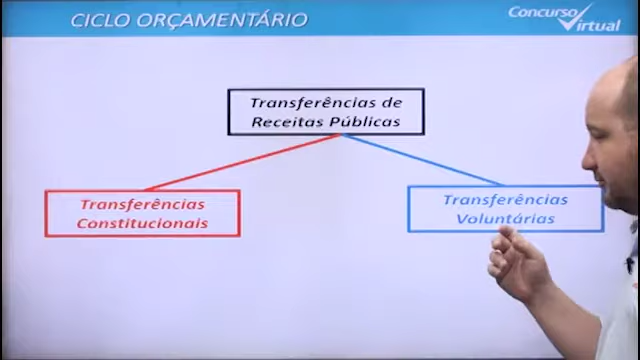 CICLO ORÇAMENTÁRIO
Concurso
Virtual
Transferências de
Receitas Públicas
Transferências
Constitucionais
Transferências
Voluntárias